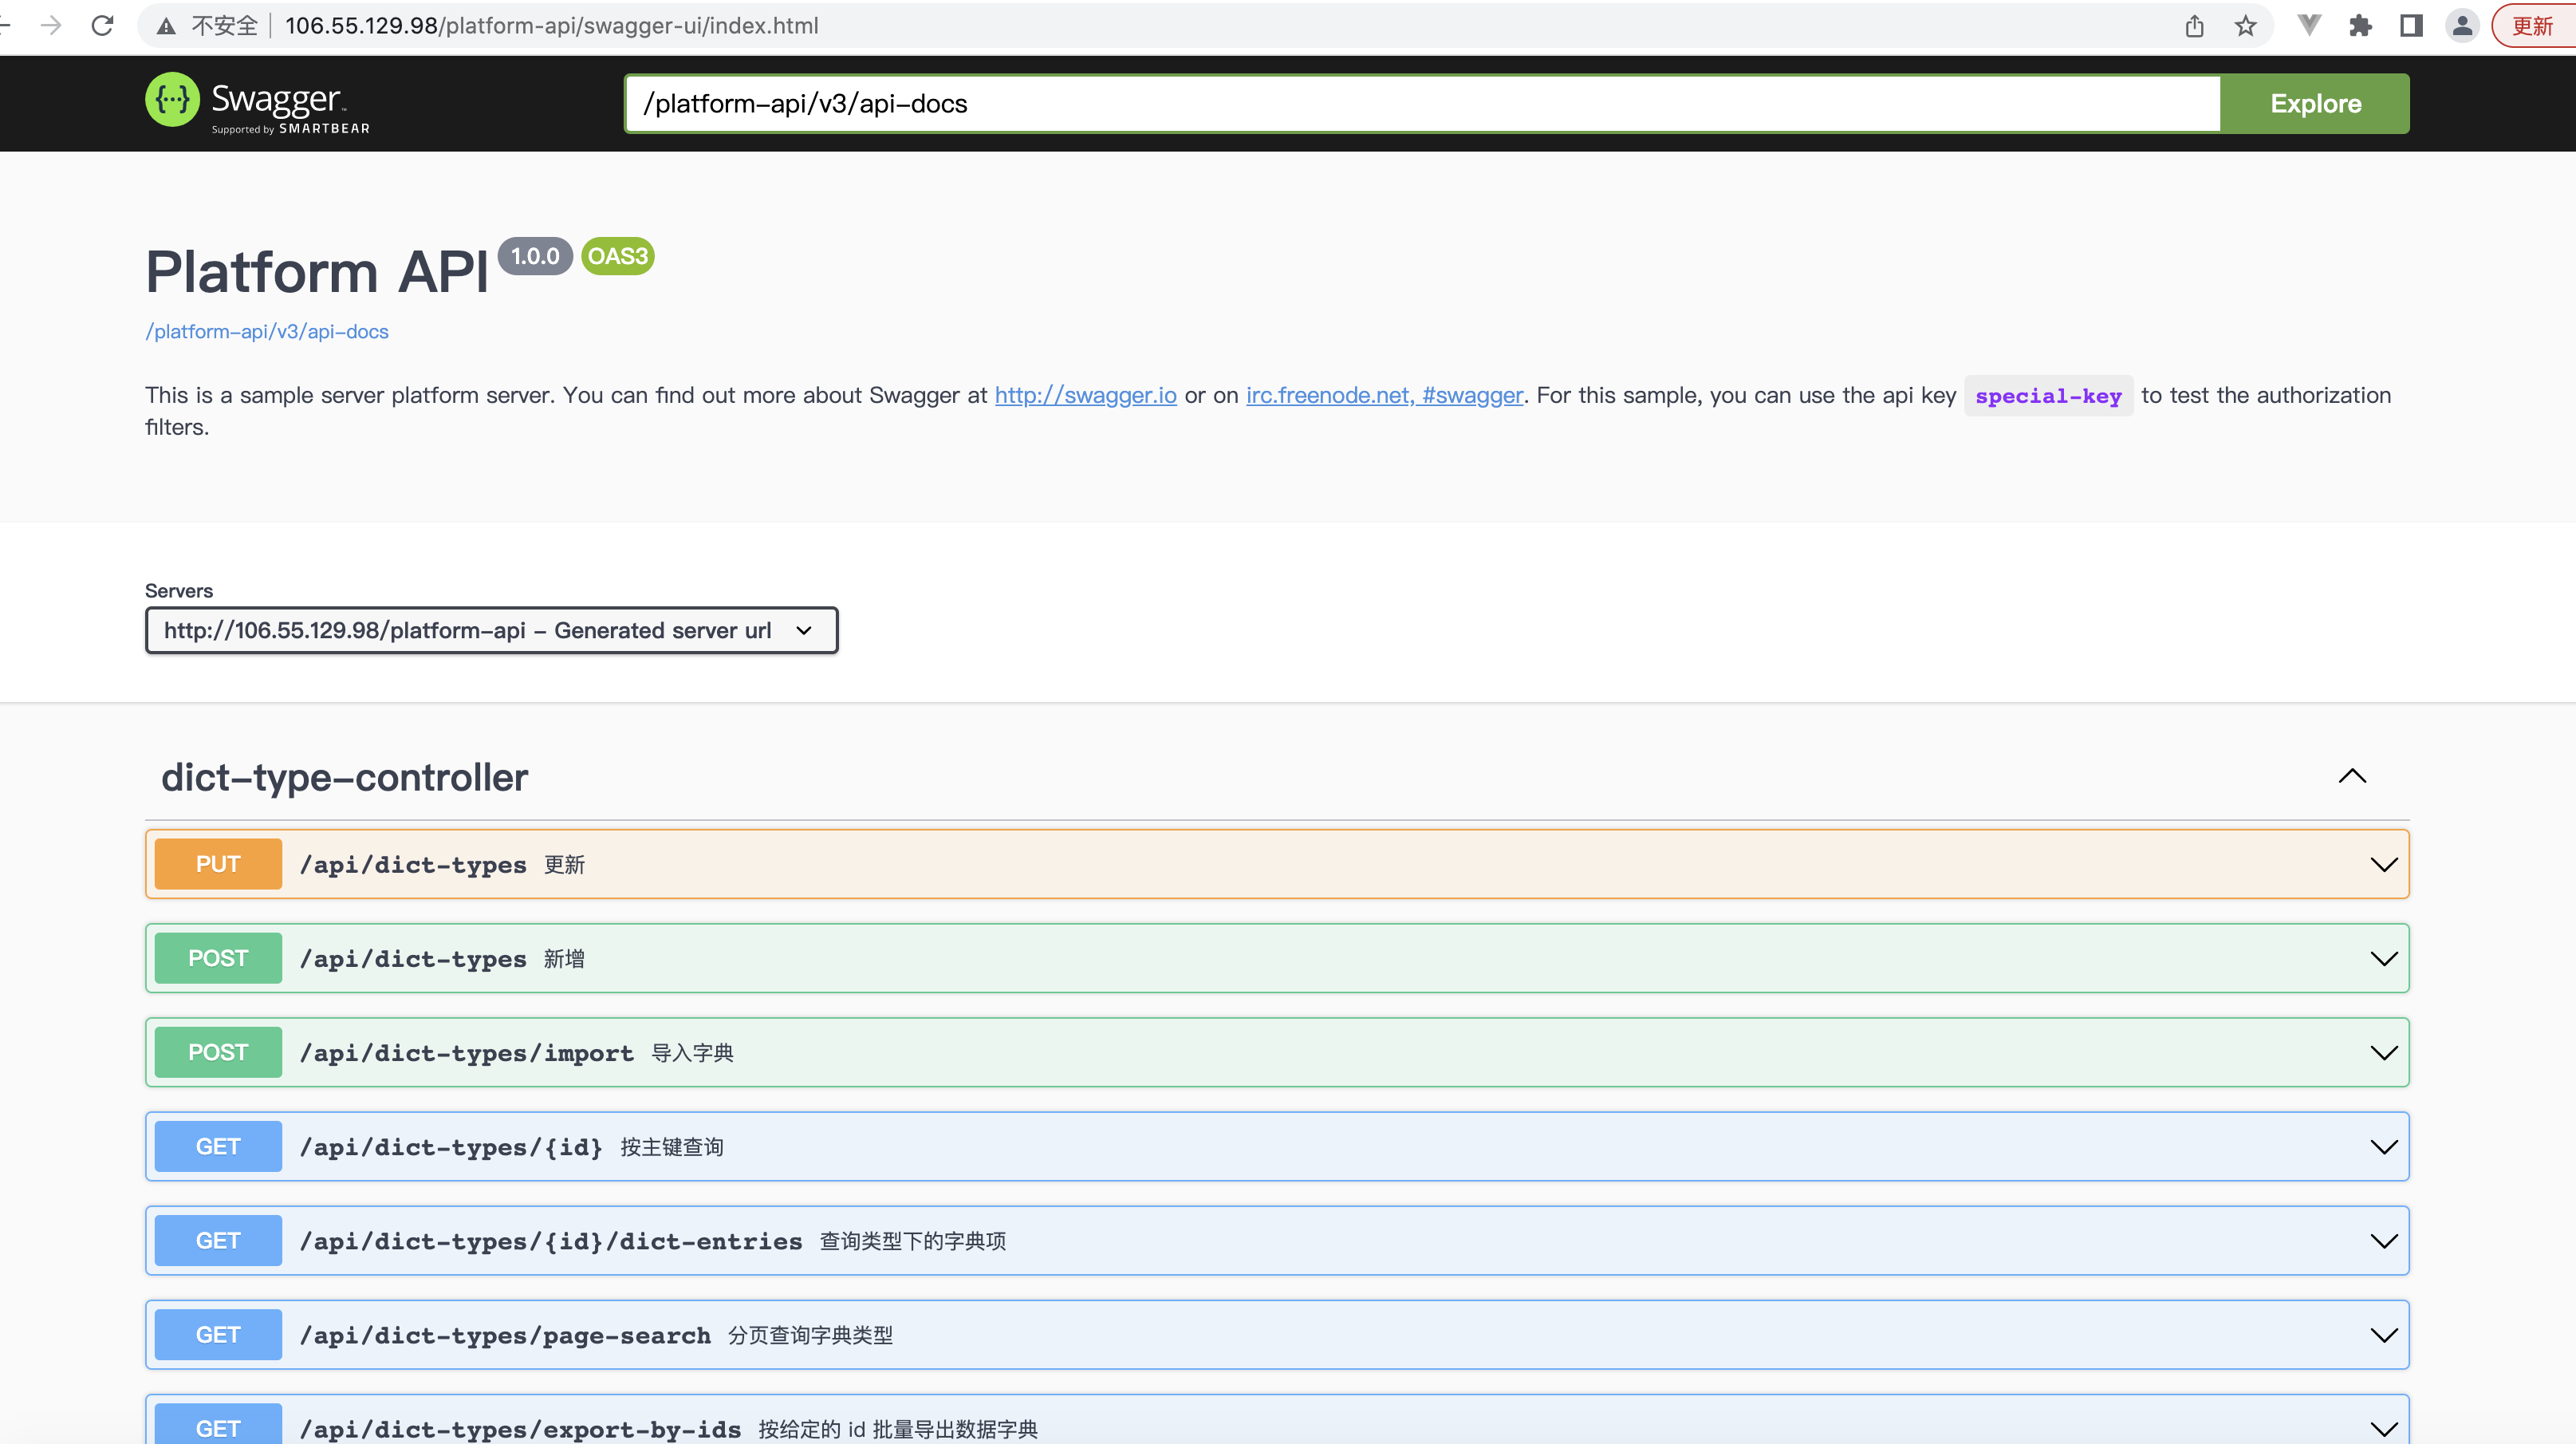 不安全 106.55.129.98/platform-api/swagger-ui/index.html 更新
Swagger™ /platform-api/v3/api-docs Explore
Supported by SMARTBEAR
Platform API 1.0.0 OAS3
/platform-api/v3/api-docs
This is a sample server platform server. You can find out more about Swagger at http://swagger.io or on irc.freenode.net, #swagger. For this sample, you can use the api key special-key to test the authorization
filters.
Servers
http://106.55.129.98/platform-api - Generated server url
dict-type-controller
PUT /api/dict-types 更新
POST /api/dict-types 新增
POST /api/dict-types/import 导入字典
GET /api/dict-types/{id} 按主键查询
GET /api/dict-types/{id}/dict-entries 查询类型下的字典项
GET /api/dict-types/page-search 分页查询字典类型
GET /api/dict-types/export-by-ids 按给定的 id 批量导出数据字典